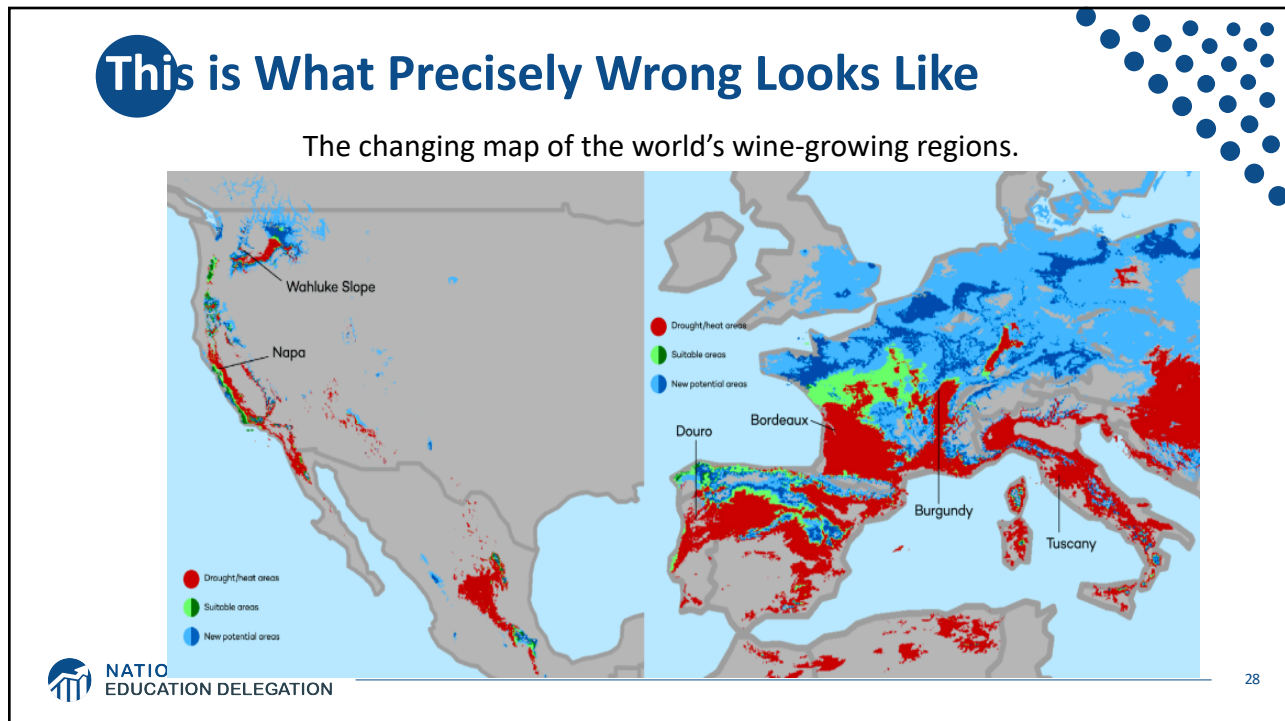 This is What Precisely Wrong Looks Like
The changing map of the world's wine-growing regions.
Wahluke Slope
Napa
Drought/heat areas
Suitable areas
New potential areas
Drought/heat areas
Suitable areas
New potential areas
Bordeaux
Douro
Burgundy
Tuscany
NATIO
EDUCATION DELEGATION
28